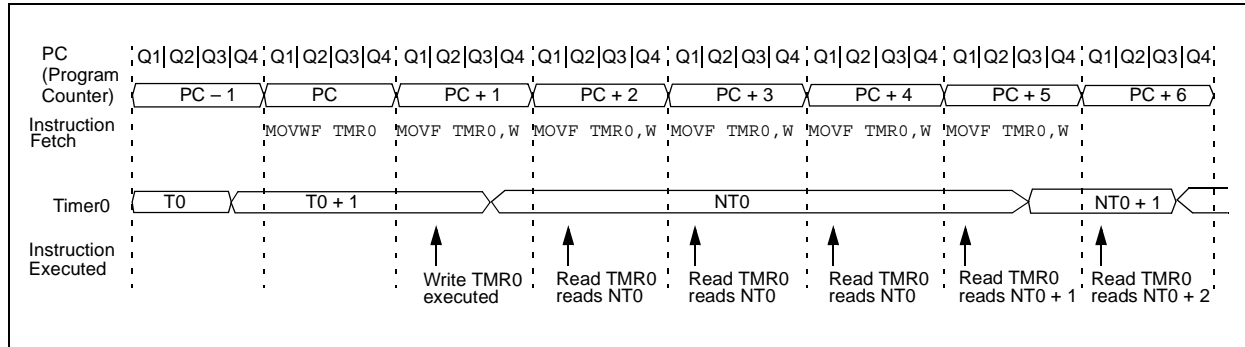 PC
(Program
Counter)
Q1 Q2 Q3 Q4 Q1 Q2 Q3 Q4 Q1 Q2 Q3 Q4 Q1 Q2 Q3 Q4 Q1 Q2 Q3 Q4 Q1 Q2 Q3 Q4 Q1 Q2 Q3 Q4 Q1 Q2 Q3 Q4
PC – 1 PC PC + 1 PC + 2 PC + 3 PC + 4 PC + 5 PC + 6
Instruction
Fetch
MOVWF TMR0 MOVF TMR0,W MOVF TMR0,W MOVF TMR0,W MOVF TMR0,W MOVF TMR0,W
Timer0
T0 T0 + 1 NT0 NT0 + 1
Instruction
Executed
Write TMR0
executed
Read TMR0
reads NT0
Read TMR0
reads NT0
Read TMR0
reads NT0
Read TMR0
reads NT0 + 1
Read TMR0
reads NT0 + 2